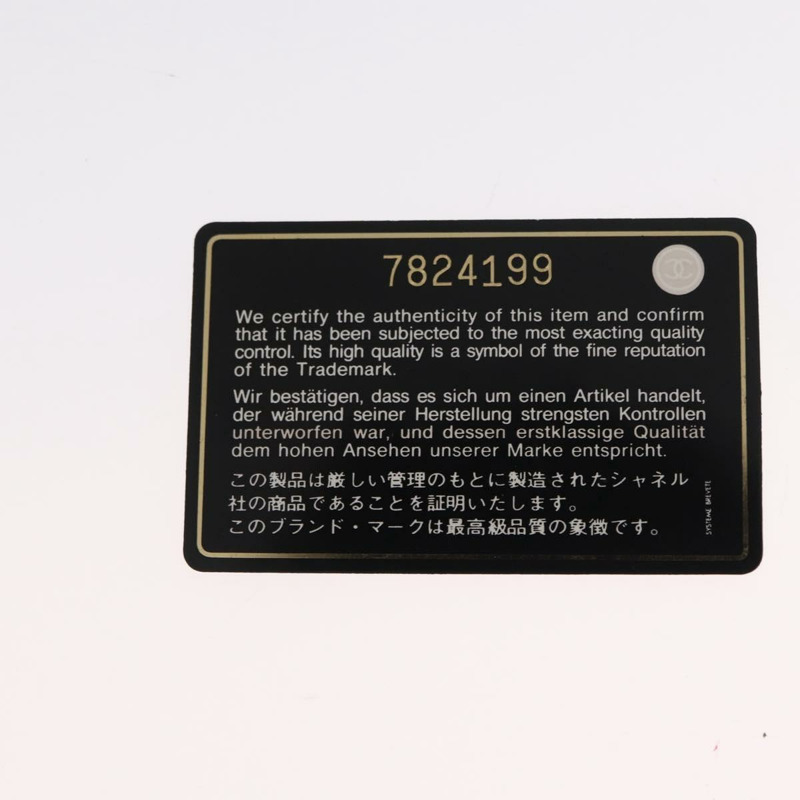 7824199
We certify the authenticity of this item and confirm
that it has been subjected to the most exacting quality
control. Its high quality is a symbol of the fine reputation
of the Trademark.
Wir bestätigen, dass es sich um einen Artikel handelt,
der während seiner Herstellung strengsten Kontrollen
unterworfen war, und dessen erstklassige Qualität
dem hohen Ansehen unserer Marke entspricht.
この製品は厳しい管理のもとに製造されたシャネル
社の商品であることを証明いたします。
このブランド・マークは最高級品質の象徴です。
SYSTEME BREVETE